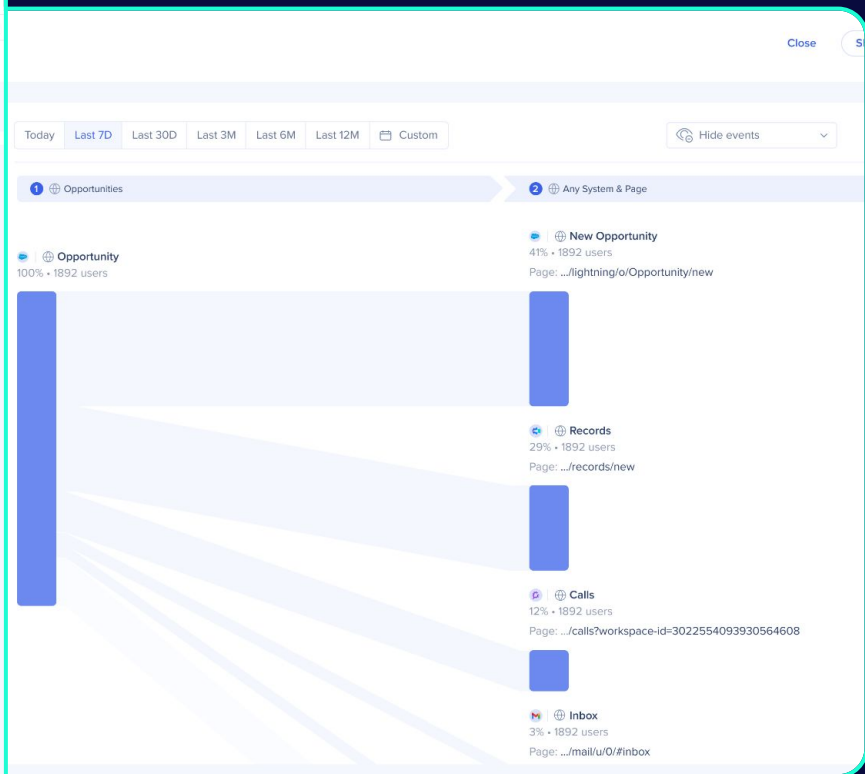 Close
Today Last 7D Last 30D Last 3M Last 6M Last 12M Custom
Hide events
1 Opportunities
2 Any System & Page
Opportunity
100% • 1892 users
New Opportunity
41% • 1892 users
Page: .../lightning/o/Opportunity/new
Records
29% • 1892 users
Page: .../records/new
Calls
12% • 1892 users
Page: .../calls?workspace-id=3022554093930564608
Inbox
3% • 1892 users
Page: .../mail/u/0/#inbox